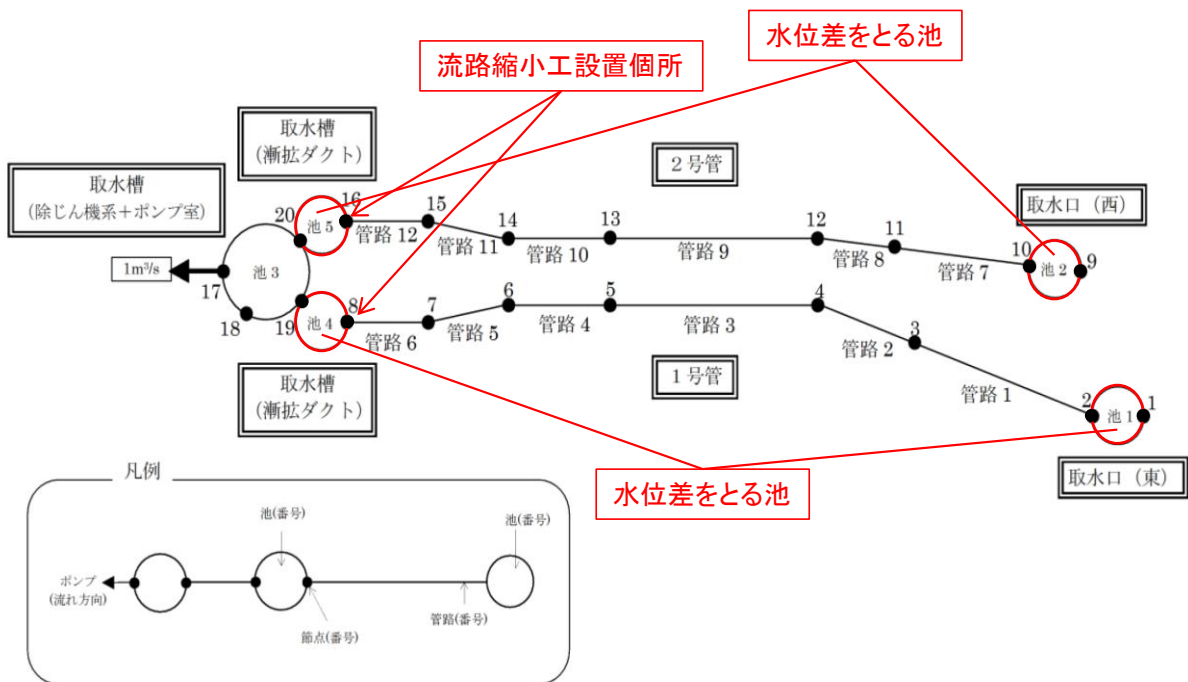 水位差をとる池
流路縮小工設置個所
取水槽
(漸拡ダクト)
取水槽
(除じん機系+ポンプ室)
2号管
取水口(西)
1m³/s
17
18
池3
20
池5
16
管路12
15
管路11
14
管路10
13
管路9
12
管路8
11
管路7
10
池2
9
19
池4
8
管路6
7
管路5
6
管路4
5
管路3
4
管路2
3
管路1
2
池1
1
1号管
取水槽
(漸拡ダクト)
水位差をとる池
取水口(東)
凡例
池(番号)
池(番号)
ポンプ
(流れ方向)
節点(番号)
管路(番号)